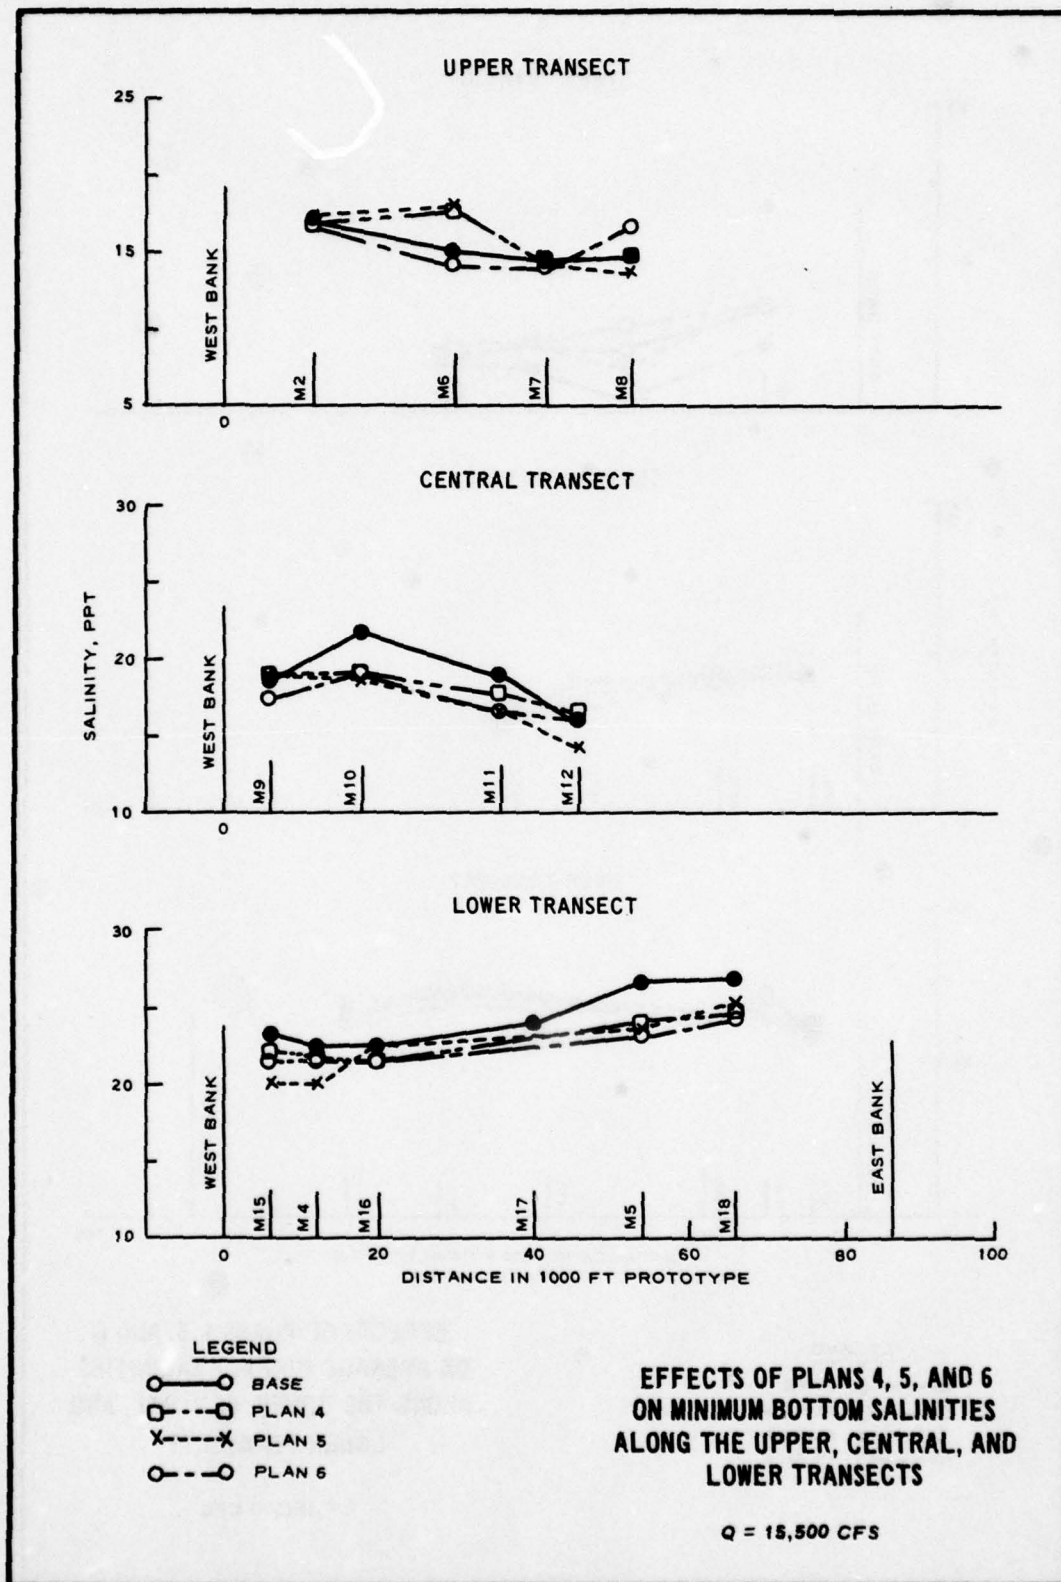 UPPER TRANSECT
25
15
5
WEST BANK
M2
M6
M7
M8
0
CENTRAL TRANSECT
30
20
10
SALINITY, PPT
WEST BANK
M9
M10
M11
M12
0
LOWER TRANSECT
30
20
10
WEST BANK
M15
M4
M16
M17
M5
M18
EAST BANK
0
20
40
60
80
100
DISTANCE IN 1000 FT PROTOTYPE
LEGEND
BASE
PLAN 4
PLAN 5
PLAN 6
EFFECTS OF PLANS 4, 5, AND 6
ON MINIMUM BOTTOM SALINITIES
ALONG THE UPPER, CENTRAL, AND
LOWER TRANSECTS
Q = 15,500 CFS